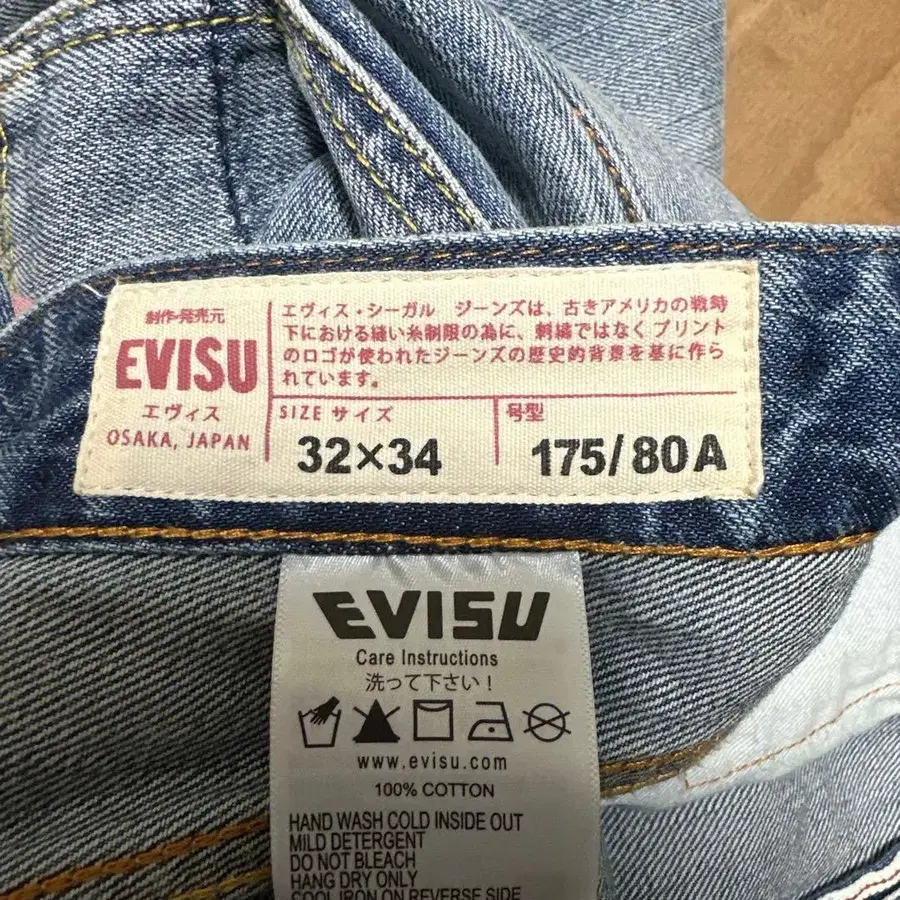 制作・発売元
EVISU
エヴィス
OSAKA, JAPAN
エヴィス・シーガル ジーンズは、古きアメリカの戦時
下における縫い糸制限の為に、刺繍ではなく プリント
のロゴが使われたジーンズの歴史的背景を基に作ら
れています。
SIZE サイズ
32×34
号型
175/80A
EVISU
Care Instructions
洗って下さい!
www.evisu.com
100% COTTON
HAND WASH COLD INSIDE OUT
MILD DETERGENT
DO NOT BLEACH
HANG DRY ONLY
COOL IRON ON REVERSE SIDE